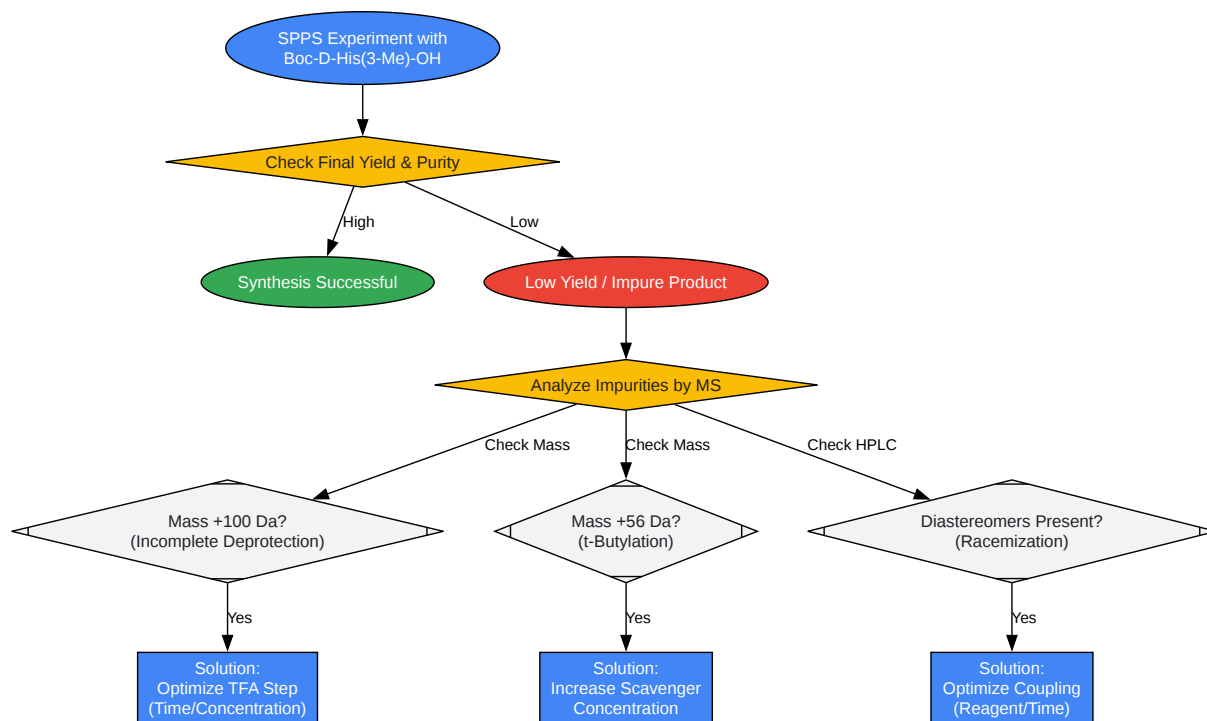 SPPS Experiment with
Boc-D-His(3-Me)-OH
Check Final Yield & Purity
High
Low
Synthesis Successful
Low Yield / Impure Product
Analyze Impurities by MS
Check Mass
Check Mass
Check HPLC
Mass +100 Da?
(Incomplete Deprotection)
Mass +56 Da?
(t-Butylation)
Diastereomers Present?
(Racemization)
Yes
Yes
Yes
Solution:
Optimize TFA Step
(Time/Concentration)
Solution:
Increase Scavenger
Concentration
Solution:
Optimize Coupling
(Reagent/Time)